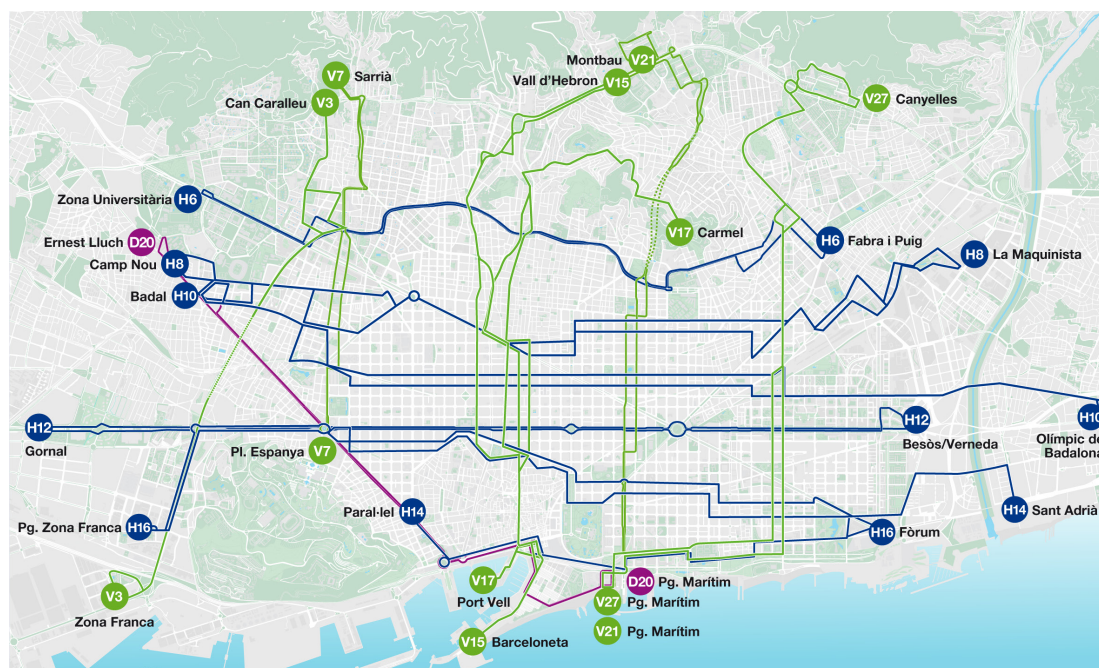 V7 Sarrià
Can Caralleu V3
Montbau V21
Vall d'Hebron V15
V27 Canyelles
Zona Universitària H6
Ernest Lluch D20
Camp Nou H8
Badal H10
V17 Carmel
H6 Fabra i Puig
H8 La Maquinista
H12
Gornal
Pl. Espanya V7
H12
Besòs/Verneda
H10
Olímpic de
Badalona
Pg. Zona Franca H16
Paral·lel H14
H16 Fòrum
H14 Sant Adrià
V3
Zona Franca
V17
Port Vell
V15 Barceloneta
D20 Pg. Marítim
V27 Pg. Marítim
V21 Pg. Marítim